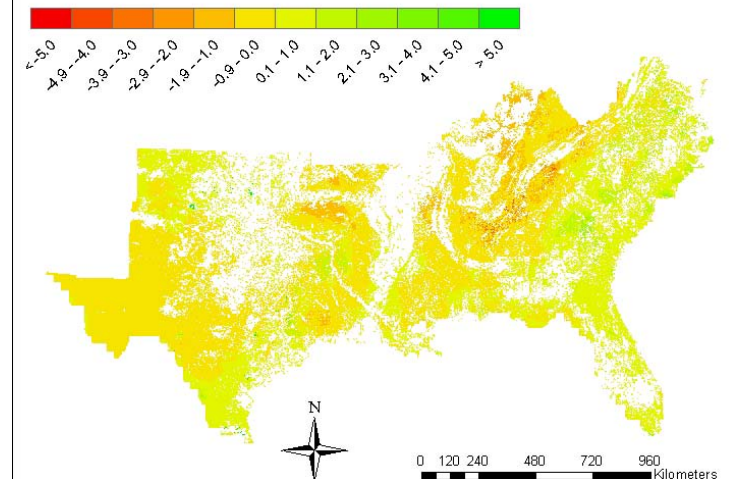 < -5.0 -4.9 - -4.0 -3.9 - -3.0 -2.9 - -2.0 -1.9 - -1.0 -0.9 - 0.0 0.1 - 1.0 1.1 - 2.0 2.1 - 3.0 3.1 - 4.0 4.1 - 5.0 > 5.0
N
0 120 240 480 720 960
Kilometers